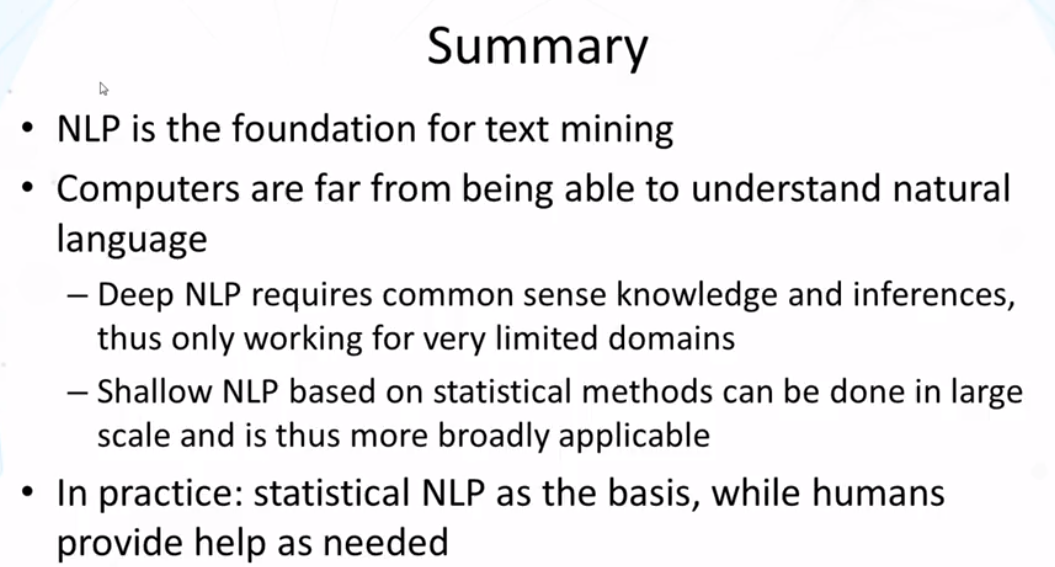 Summary
• NLP is the foundation for text mining
• Computers are far from being able to understand natural
language
– Deep NLP requires common sense knowledge and inferences,
thus only working for very limited domains
– Shallow NLP based on statistical methods can be done in large
scale and is thus more broadly applicable
• In practice: statistical NLP as the basis, while humans
provide help as needed